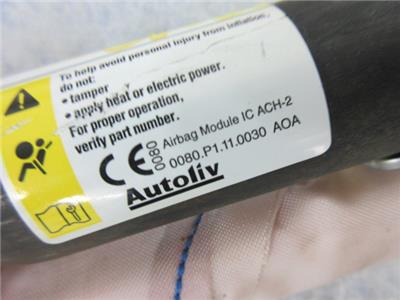 To help avoid personal injury from inflation,
do not:
• tamper
• apply heat or electric power.
For proper operation,
verify part number.
CE 0080 Airbag Module IC ACH-2
0080.P1.11.0030 AOA
Autoliv